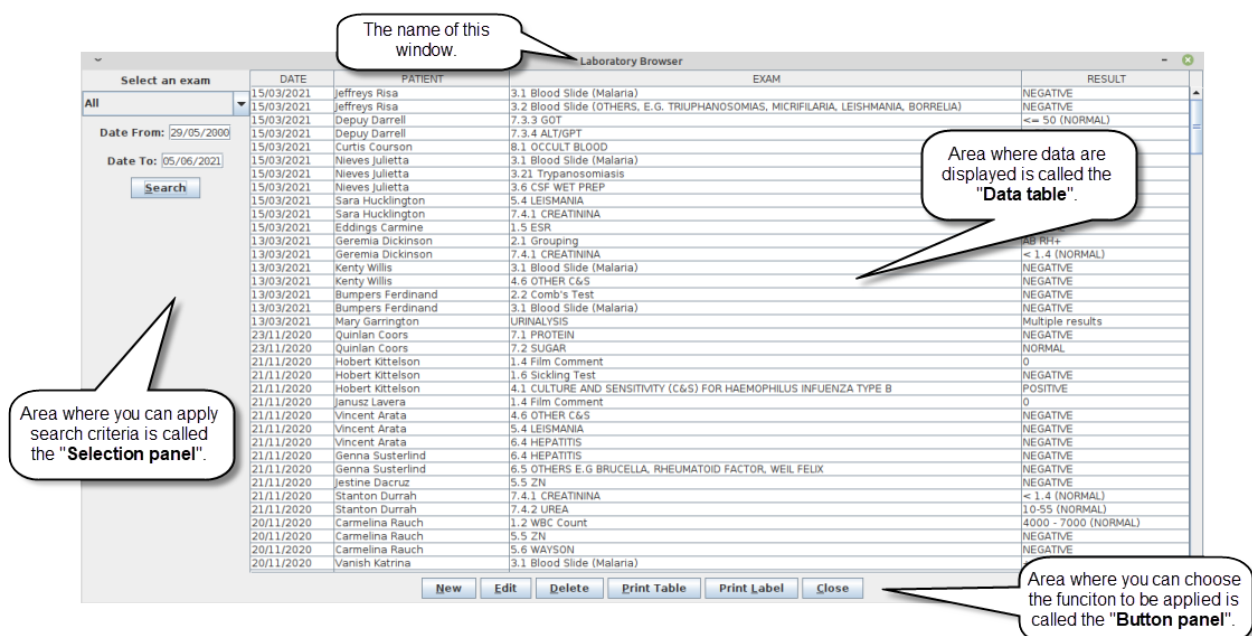 The name of this
window.
Laboratory Browser
Select an exam
All
Date From: 29/05/2000
Date To: 05/06/2021
Search
DATE PATIENT EXAM RESULT
15/03/2021 Jeffreys Risa 3.1 Blood Slide (Malaria) NEGATIVE
15/03/2021 Jeffreys Risa 3.2 Blood Slide (OTHERS, E.G. TRIUPHANOSOMIAS, MICRIFILARIA, LEISHMANIA, BORRELIA) NEGATIVE
15/03/2021 Depuy Darrell 7.3.3 GOT <= 50 (NORMAL)
15/03/2021 Depuy Darrell 7.3.4 ALT/GPT
15/03/2021 Curtis Courson 8.1 OCCULT BLOOD
15/03/2021 Nieves Julietta 3.1 Blood Slide (Malaria)
15/03/2021 Nieves Julietta 3.21 Trypanosomiasis
15/03/2021 Nieves Julietta 3.6 CSF WET PREP
15/03/2021 Sara Hucklington 5.4 LEISMANIA
15/03/2021 Sara Hucklington 7.4.1 CREATININA
15/03/2021 Eddings Carmine 1.5 ESR
13/03/2021 Geremia Dickinson 2.1 Grouping AB RH+
13/03/2021 Geremia Dickinson 7.4.1 CREATININA < 1.4 (NORMAL)
13/03/2021 Kenty Willis 3.1 Blood Slide (Malaria) NEGATIVE
13/03/2021 Kenty Willis 4.6 OTHER C&S NEGATIVE
13/03/2021 Bumpers Ferdinand 2.2 Comb's Test NEGATIVE
13/03/2021 Bumpers Ferdinand 3.1 Blood Slide (Malaria) NEGATIVE
13/03/2021 Mary Garrington URINALYSIS Multiple results
23/11/2020 Quinlan Coors 7.1 PROTEIN NEGATIVE
23/11/2020 Quinlan Coors 7.2 SUGAR NORMAL
21/11/2020 Hobert Kittelson 1.4 Film Comment 0
21/11/2020 Hobert Kittelson 1.6 Sickling Test NEGATIVE
21/11/2020 Hobert Kittelson 4.1 CULTURE AND SENSITIVITY (C&S) FOR HAEMOPHILUS INFUENZA TYPE B POSITIVE
21/11/2020 Janusz Lavera 1.4 Film Comment 0
21/11/2020 Vincent Arata 4.6 OTHER C&S NEGATIVE
21/11/2020 Vincent Arata 5.4 LEISMANIA NEGATIVE
21/11/2020 Vincent Arata 6.4 HEPATITIS NEGATIVE
21/11/2020 Genna Susterlind 6.4 HEPATITIS NEGATIVE
21/11/2020 Genna Susterlind 6.5 OTHERS E.G BRUCELLA, RHEUMATOID FACTOR, WEIL FELIX NEGATIVE
21/11/2020 Jestine Dacruz 5.5 ZN NEGATIVE
21/11/2020 Stanton Durrah 7.4.1 CREATININA < 1.4 (NORMAL)
21/11/2020 Stanton Durrah 7.4.2 UREA 10-55 (NORMAL)
20/11/2020 Carmelina Rauch 1.2 WBC Count 4000 - 7000 (NORMAL)
20/11/2020 Carmelina Rauch 5.5 ZN NEGATIVE
20/11/2020 Carmelina Rauch 5.6 WAYSON NEGATIVE
20/11/2020 Vanish Katrina 3.1 Blood Slide (Malaria)
Area where data are
displayed is called the
"Data table".
Area where you can apply
search criteria is called
the "Selection panel".
New Edit Delete Print Table Print Label Close
Area where you can choose
the funciton to be applied is
called the "Button panel".